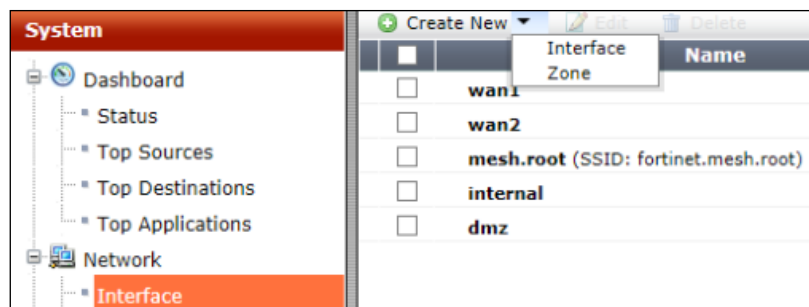 System
Dashboard
Status
Top Sources
Top Destinations
Top Applications
Network
Interface
Create New Edit Delete
Interface
Zone
Name
wan1
wan2
mesh.root (SSID: fortinet.mesh.root)
internal
dmz